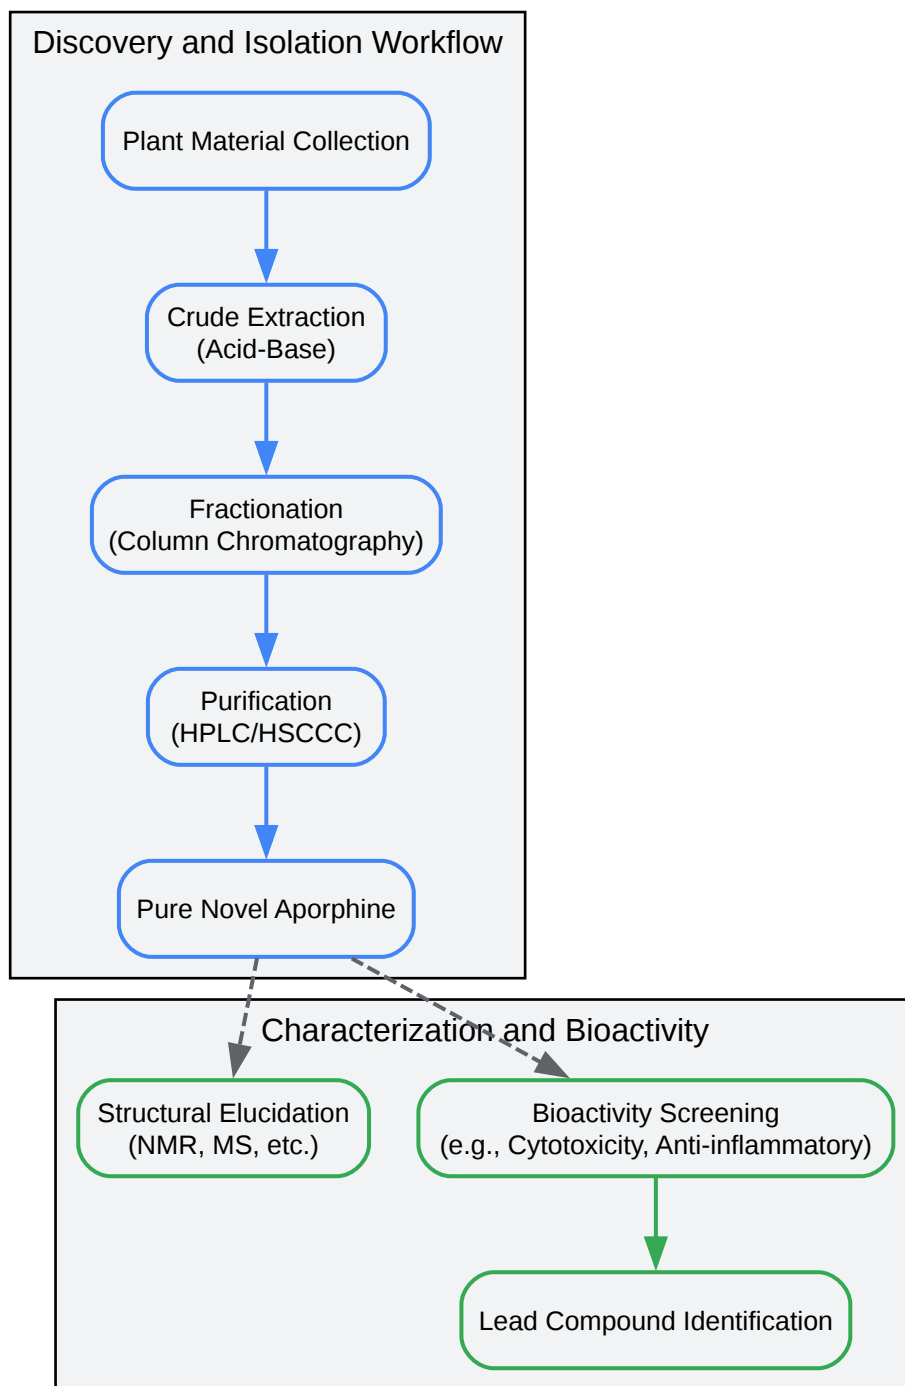 Discovery and Isolation Workflow
Plant Material Collection
Crude Extraction
(Acid-Base)
Fractionation
(Column Chromatography)
Purification
(HPLC/HSCCC)
Pure Novel Aporphine
Characterization and Bioactivity
Structural Elucidation
(NMR, MS, etc.)
Bioactivity Screening
(e.g., Cytotoxicity, Anti-inflammatory)
Lead Compound Identification